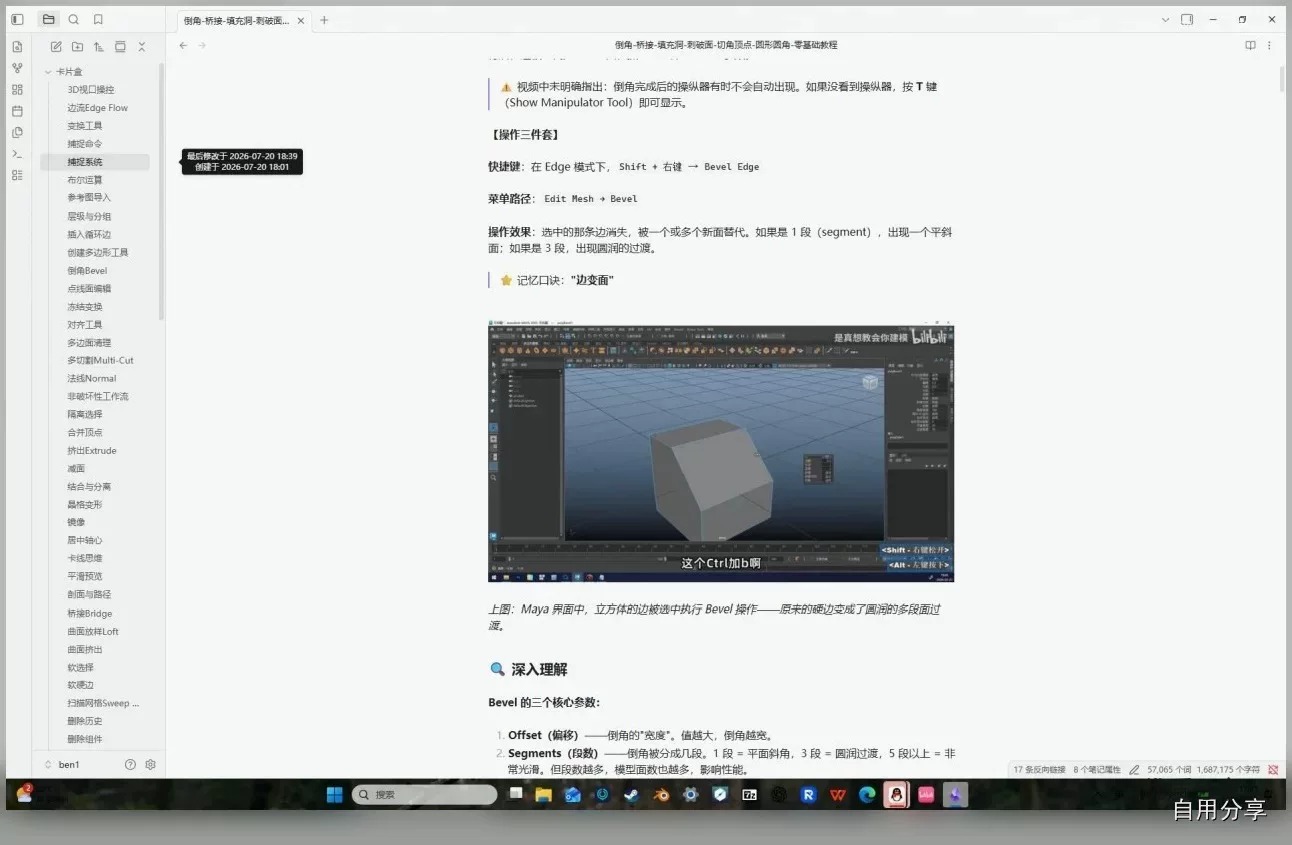 倒角-桥接-填充洞-刺破面...
倒角-桥接-填充洞-刺破面-切角顶点-圆形圆角-零基础教程
卡片盒
3D视口操控
边流Edge Flow
变换工具
捕捉命令
捕捉系统
布尔运算
参考图导入
层级与分组
插入循环边
创建多边形工具
倒角Bevel
点线面编辑
冻结变换
对齐工具
多边面清理
多切割Multi-Cut
法线Normal
非破坏性工作流
隔离选择
合并顶点
挤出Extrude
减面
结合与分离
晶格变形
镜像
居中轴心
卡线思维
平滑预览
剖面与路径
桥接Bridge
曲面放样Loft
曲面挤出
软选择
软硬边
扫描网格Sweep ...
删除历史
删除组件
ben1
最后修改于 2026-07-20 18:39
创建于 2026-07-20 18:01
⚠️ 视频中未明确指出：倒角完成后的操纵器有时不会自动出现。如果没看到操纵器，按 T 键
（Show Manipulator Tool）即可显示。
【操作三件套】
快捷键：在 Edge 模式下， Shift + 右键 → Bevel Edge
菜单路径： Edit Mesh → Bevel
操作效果：选中的那条边消失，被一个或多个新面替代。如果是 1 段（segment），出现一个平斜
面；如果是 3 段，出现圆润的过渡。
⭐ 记忆口诀："边变面"
是真想教会你建模
bilibili
<Shift - 右键松开>
<Alt - 左键按下>
这个Ctrl加b啊
上图：Maya 界面中，立方体的边被选中执行 Bevel 操作——原来的硬边变成了圆润的多段面过
渡。
🔍 深入理解
Bevel 的三个核心参数：
1. Offset（偏移）——倒角的"宽度"。值越大，倒角越宽。
2. Segments（段数）——倒角被分成几段。1 段 = 平面斜角，3 段 = 圆润过渡，5 段以上 = 非
常光滑。但段数越多，模型面数也越多，影响性能。
17 条反向链接 8 个笔记属性 57,065 个词 1,687,175 个字符
2
搜索
自用分享